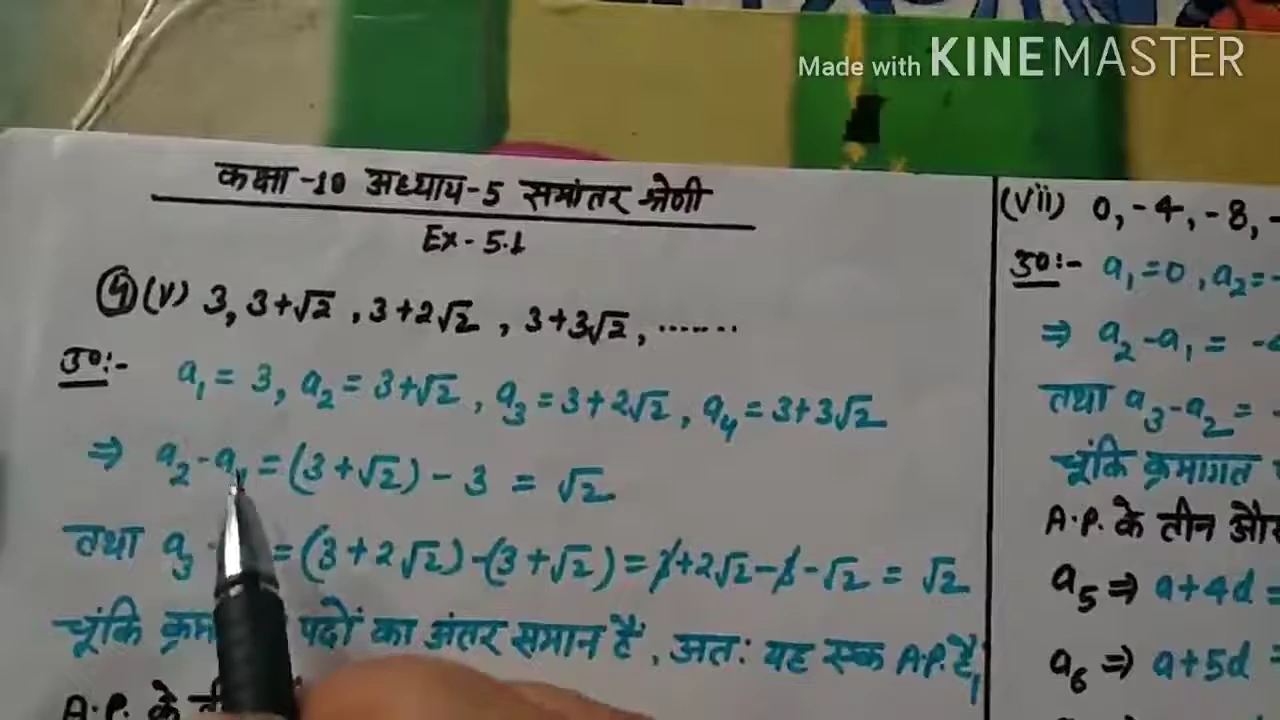 Made with KINEMASTER
कक्षा -10 अध्याय-5 समांतर श्रेणी
Ex - 5.1
④ (V) 3, 3+√2 , 3+2√2 , 3+3√2, .......
उ०:- a₁ = 3, a₂ = 3+√2 , a₃ = 3+2√2 , a₄ = 3+3√2
⇒ a₂ - a₁ = (3+√2) - 3 = √2
तथा a₃ - = (3+2√2)-(3+√2) = 3+2√2-3-√2 = √2
चूंकि पदों का अंतर समान है , अतः यह एक A.P. है।
A.P. के
(Vii) 0, -4, -8, -
उ०:- a₁ = 0 , a₂ = -
⇒ a₂ - a₁ = -
तथा a₃ - a₂ = -
चूंकि क्रमागत
A.P. के तीन और
a₅ ⇒ a+4d =
a₆ ⇒ a+5d =